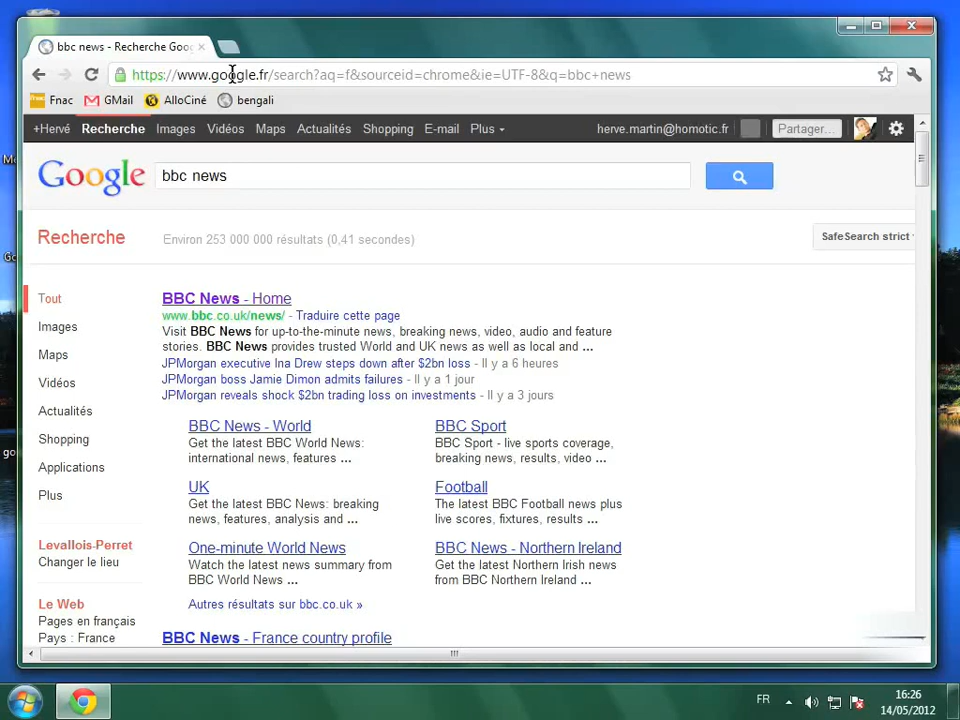 bbc news - Recherche Goo
https://www.google.fr/search?aq=f&sourceid=chrome&ie=UTF-8&q=bbc+news
Fnac GMail AlloCiné bengali
+Hervé Recherche Images Vidéos Maps Actualités Shopping E-mail Plus herve.martin@homotic.fr Partager...
Google bbc news
Recherche Environ 253 000 000 résultats (0,41 secondes) SafeSearch strict
Tout
Images
Maps
Vidéos
Actualités
Shopping
Applications
Plus
Levallois-Perret
Changer le lieu
Le Web
Pages en français
Pays : France
BBC News - Home
www.bbc.co.uk/news/ - Traduire cette page
Visit BBC News for up-to-the-minute news, breaking news, video, audio and feature
stories. BBC News provides trusted World and UK news as well as local and ...
JPMorgan executive Ina Drew steps down after $2bn loss - Il y a 6 heures
JPMorgan boss Jamie Dimon admits failures - Il y a 1 jour
JPMorgan reveals shock $2bn trading loss on investments - Il y a 3 jours
BBC News - World
Get the latest BBC World News:
international news, features ...
BBC Sport
BBC Sport - live sports coverage,
breaking news, results, video ...
UK
Get the latest BBC News: breaking
news, features, analysis and ...
Football
The latest BBC Football news plus
live scores, fixtures, results ...
One-minute World News
Watch the latest news summary from
BBC World News ...
BBC News - Northern Ireland
Get the latest Northern Irish news
from BBC Northern Ireland ...
Autres résultats sur bbc.co.uk »
BBC News - France country profile
FR
16:26
14/05/2012